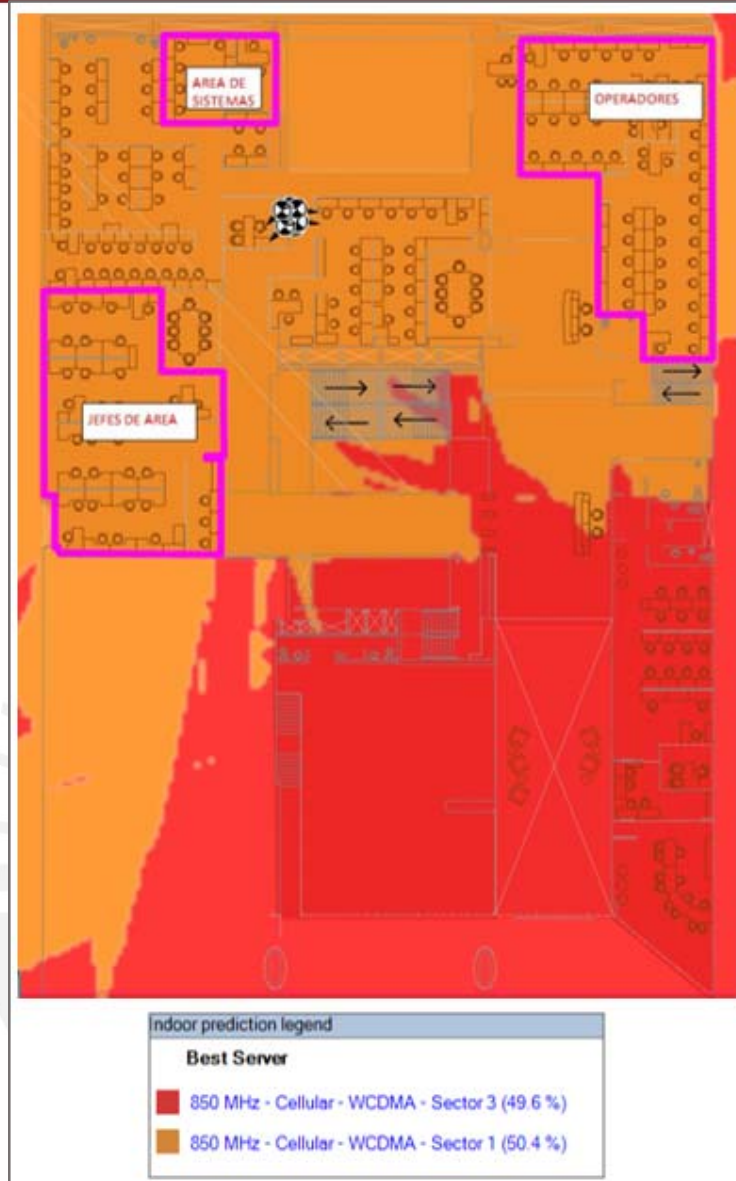 AREA DE
SISTEMAS
OPERADORES
JEFES DE AREA
Indoor prediction legend
Best Server
850 MHz - Cellular - WCDMA - Sector 3 (49.6 %)
850 MHz - Cellular - WCDMA - Sector 1 (50.4 %)